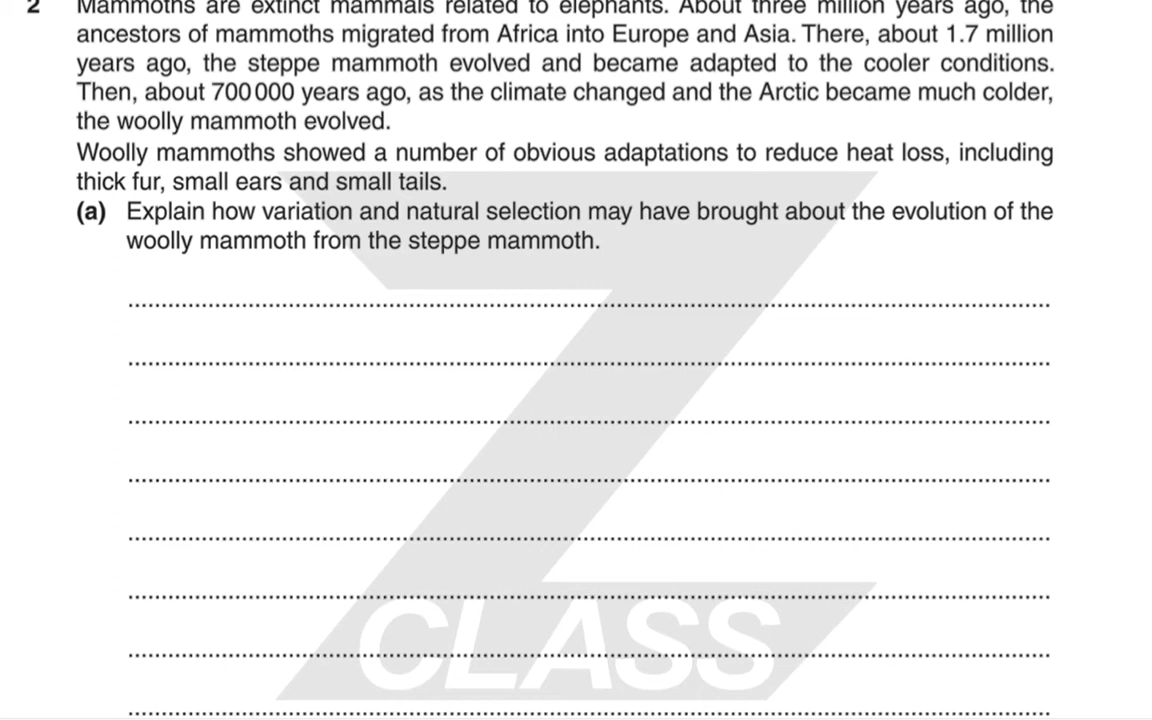 2 Mammoths are extinct mammals related to elephants. About three million years ago, the
ancestors of mammoths migrated from Africa into Europe and Asia. There, about 1.7 million
years ago, the steppe mammoth evolved and became adapted to the cooler conditions.
Then, about 700 000 years ago, as the climate changed and the Arctic became much colder,
the woolly mammoth evolved.
Woolly mammoths showed a number of obvious adaptations to reduce heat loss, including
thick fur, small ears and small tails.
(a) Explain how variation and natural selection may have brought about the evolution of the
woolly mammoth from the steppe mammoth.
Z
CLASS